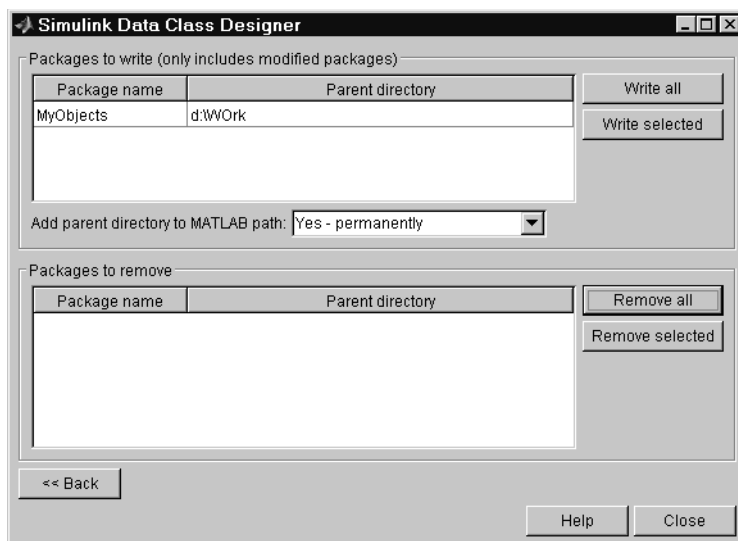 Simulink Data Class Designer
Packages to write (only includes modified packages)
Package name Parent directory
MyObjects d:\WOrk
Write all
Write selected
Add parent directory to MATLAB path: Yes - permanently
Packages to remove
Package name Parent directory
Remove all
Remove selected
<< Back
Help Close